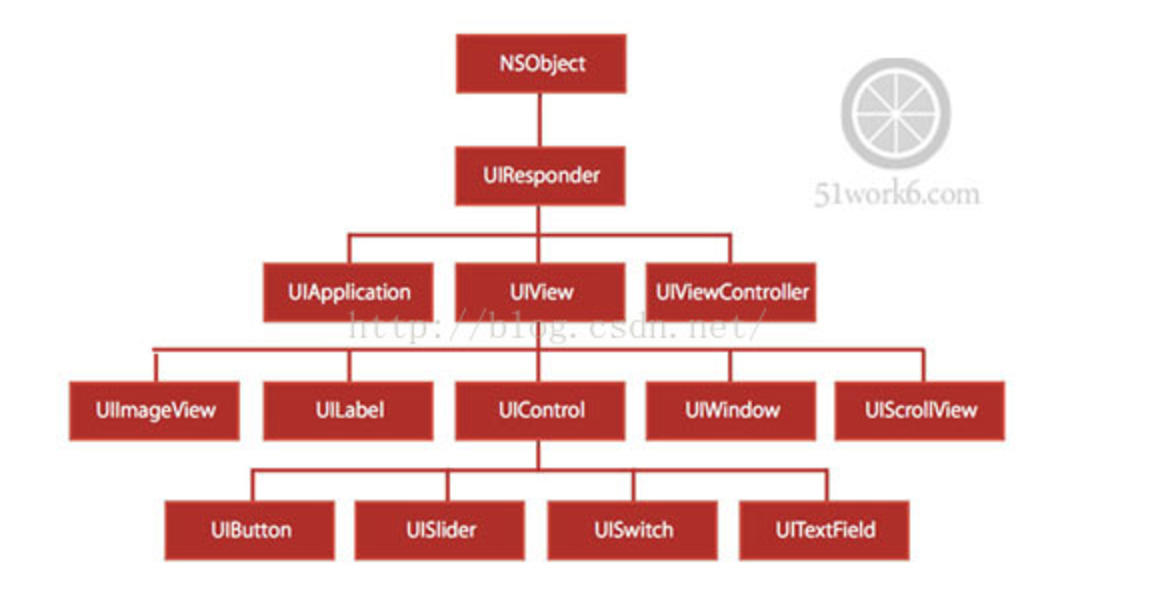 NSObject
51work6.com
UIResponder
UIApplication
UIView
UIViewController
http://blog.csdn.net/
UIImageView
UILabel
UIControl
UIWindow
UIScrollView
UIButton
UISlider
UISwitch
UITextField